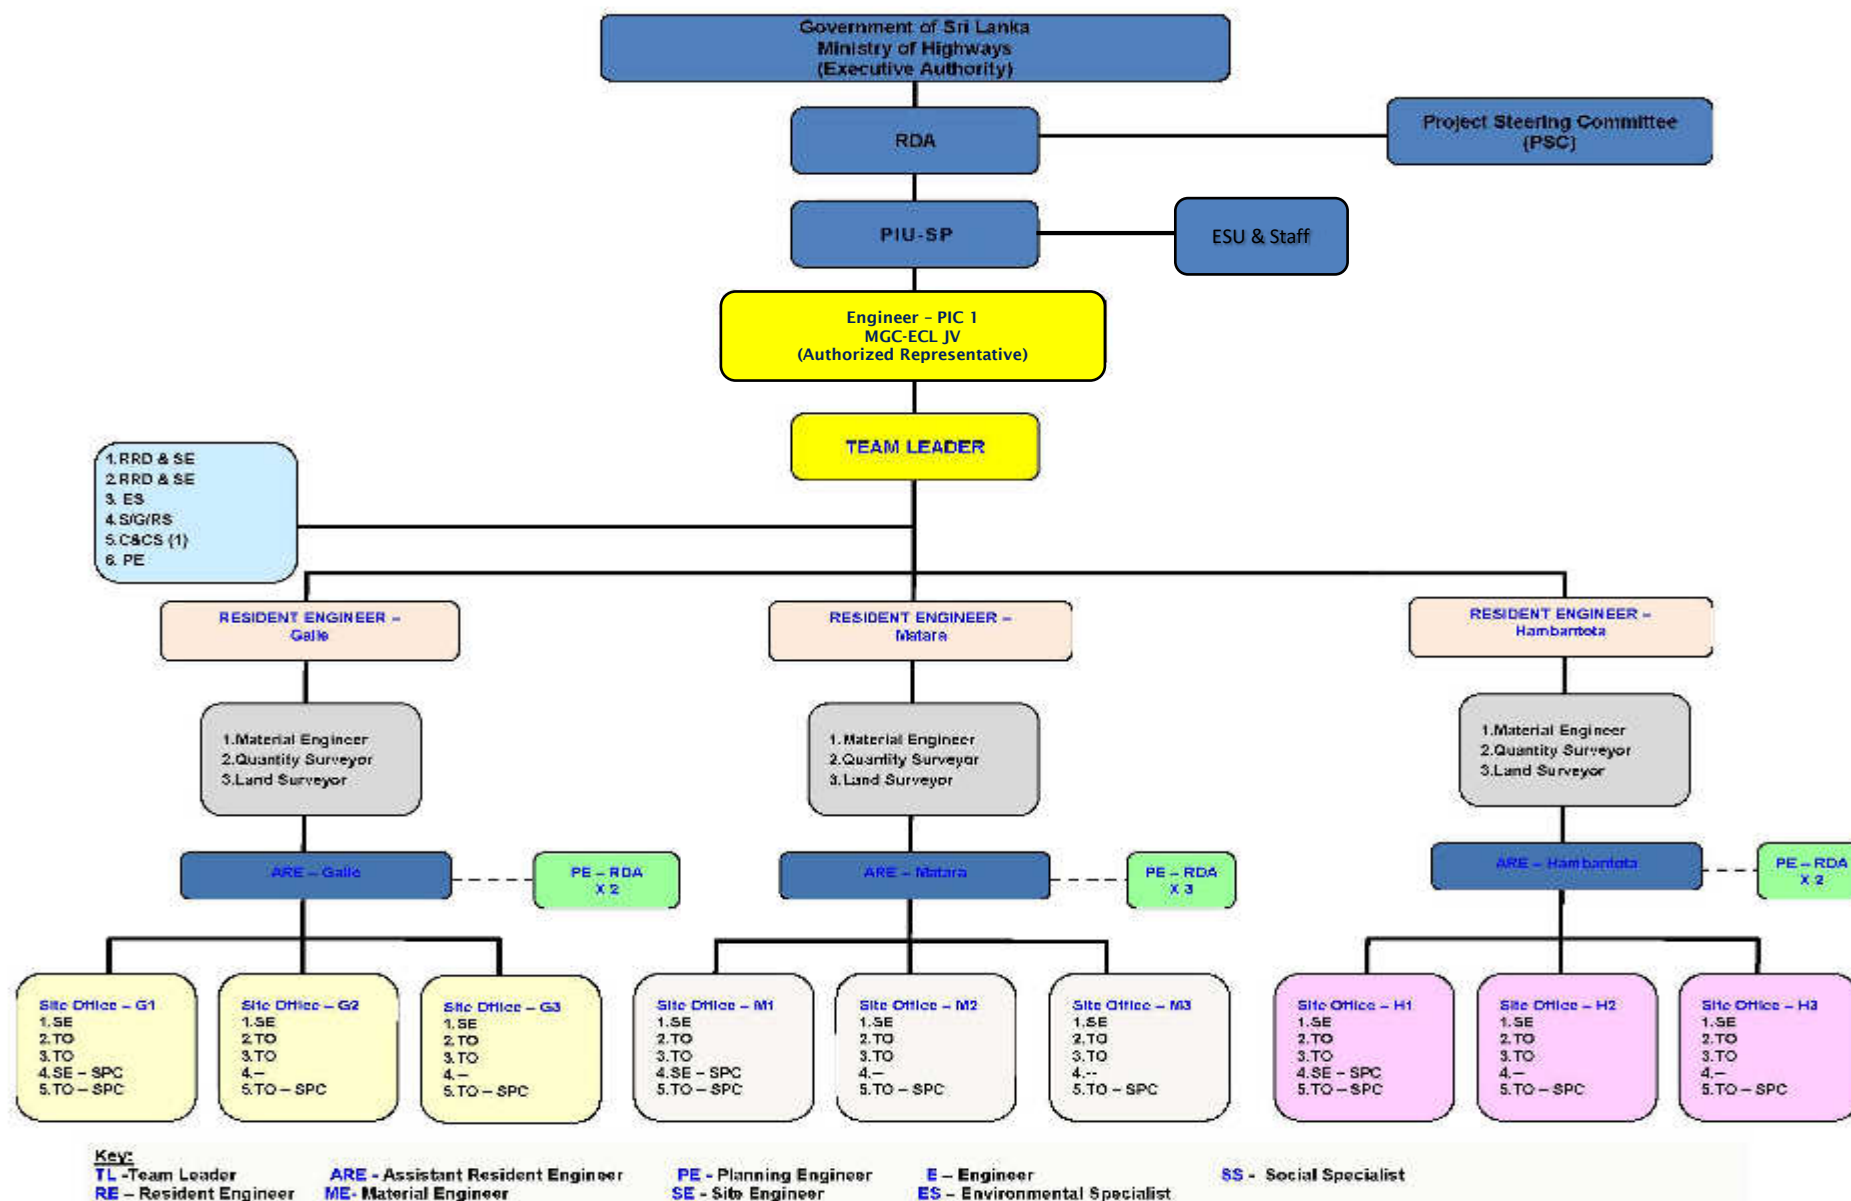 Government of Sri Lanka
Ministry of Highways
(Executive Authority)
RDA
Project Steering Committee
(PSC)
PIU-SP
ESU & Staff
Engineer – PIC 1
MGC-ECL JV
(Authorized Representative)
TEAM LEADER
1.RRD & SE
2.RRD & SE
3. ES
4.S/G/RS
5.C&CS (1)
6. PE
RESIDENT ENGINEER –
Galle
RESIDENT ENGINEER –
Matara
RESIDENT ENGINEER –
Hambantota
1.Material Engineer
2.Quantity Surveyor
3.Land Surveyor
1.Material Engineer
2.Quantity Surveyor
3.Land Surveyor
1.Material Engineer
2.Quantity Surveyor
3.Land Surveyor
ARE – Galle
PE – RDA
X 2
ARE – Matara
PE – RDA
X 3
ARE – Hambantota
PE – RDA
X 2
Site Office – G1
1.SE
2.TO
3.TO
4.SE – SPC
5.TO – SPC
Site Office – G2
1.SE
2.TO
3.TO
4.–
5.TO – SPC
Site Office – G3
1.SE
2.TO
3.TO
4.–
5.TO – SPC
Site Office – M1
1.SE
2.TO
3.TO
4.SE – SPC
5.TO – SPC
Site Office – M2
1.SE
2.TO
3.TO
4.–
5.TO – SPC
Site Office – M3
1.SE
2.TO
3.TO
4.--
5.TO – SPC
Site Office – H1
1.SE
2.TO
3.TO
4.SE – SPC
5.TO – SPC
Site Office – H2
1.SE
2.TO
3.TO
4.–
5.TO – SPC
Site Office – H3
1.SE
2.TO
3.TO
4.–
5.TO – SPC
Key:
TL -Team Leader ARE - Assistant Resident Engineer PE - Planning Engineer E – Engineer SS - Social Specialist
RE – Resident Engineer ME- Material Engineer SE - Site Engineer ES – Environmental Specialist